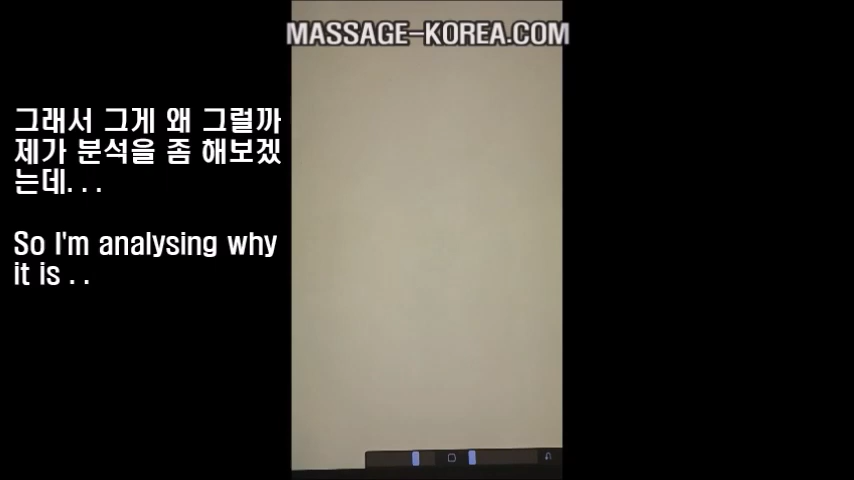 MASSAGE-KOREA.COM
그래서 그게 왜 그럴까
제가 분석을 좀 해보겠
는데...
So I'm analysing why
it is . .